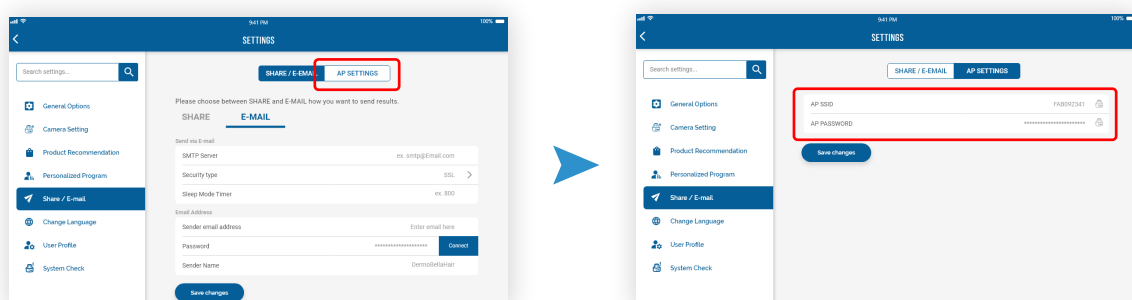 9:41 PM
100%
SETTINGS
Search settings...
SHARE / E-EMAIL
AP SETTINGS
General Options
Camera Setting
Product Recommendation
Personalized Program
Share / E-mail
Change Language
User Profile
System Check
Please choose between SHARE and E-MAIL how you want to send results.
SHARE
E-MAIL
Send via E-mail
SMTP Server
ex. smtp@Email.com
Security type
SSL
Sleep Mode Timer
ex. 800
Email Address
Sender email address
Enter email here
Password
********************
Connect
Sender Name
DermoBellaHair
Save changes
9:41 PM
100%
SETTINGS
Search settings...
SHARE / E-EMAIL
AP SETTINGS
General Options
Camera Setting
Product Recommendation
Personalized Program
Share / E-mail
Change Language
User Profile
System Check
AP SSID
FAB092341
AP PASSWORD
***********************
Save changes